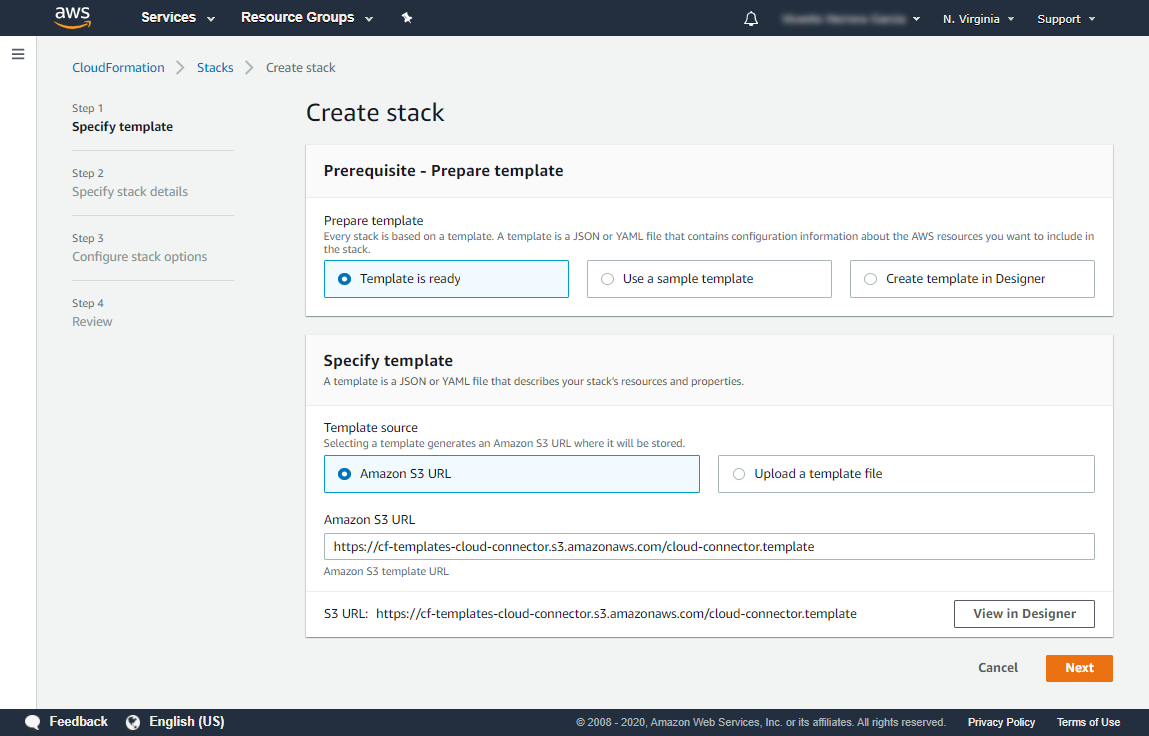 aws Services Resource Groups N. Virginia Support
CloudFormation Stacks Create stack
Step 1
Specify template
Step 2
Specify stack details
Step 3
Configure stack options
Step 4
Review
Create stack
Prerequisite - Prepare template
Prepare template
Every stack is based on a template. A template is a JSON or YAML file that contains configuration information about the AWS resources you want to include in
the stack.
Template is ready Use a sample template Create template in Designer
Specify template
A template is a JSON or YAML file that describes your stack's resources and properties.
Template source
Selecting a template generates an Amazon S3 URL where it will be stored.
Amazon S3 URL Upload a template file
Amazon S3 URL
https://cf-templates-cloud-connector.s3.amazonaws.com/cloud-connector.template
Amazon S3 template URL
S3 URL: https://cf-templates-cloud-connector.s3.amazonaws.com/cloud-connector.template View in Designer
Cancel Next
Feedback English (US) © 2008 - 2020, Amazon Web Services, Inc. or its affiliates. All rights reserved. Privacy Policy Terms of Use